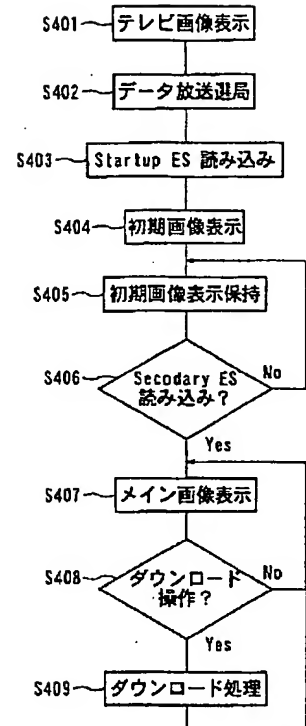 S401
テレビ画像表示
S402
データ放送選局
S403
Startup ES 読み込み
S404
初期画像表示
S405
初期画像表示保持
S406
Secodary ES
読み込み?
No
Yes
S407
メイン画像表示
S408
ダウンロード
操作?
No
Yes
S409
ダウンロード処理